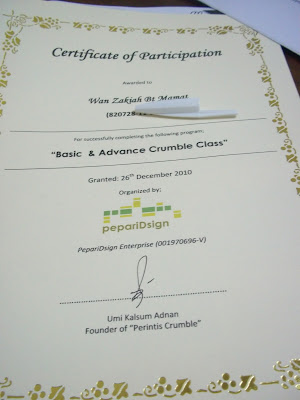 Certificate of Participation
Awarded to
Wan Zakiah Bt Mamat
(820728-
For successfully completing the following program;
"Basic & Advance Crumble Class"
Granted: 26th December 2010
Organized by;
pepariDsign
PepariDsign Enterprise (001970696-V)
Umi Kalsum Adnan
Founder of "Perintis Crumble"